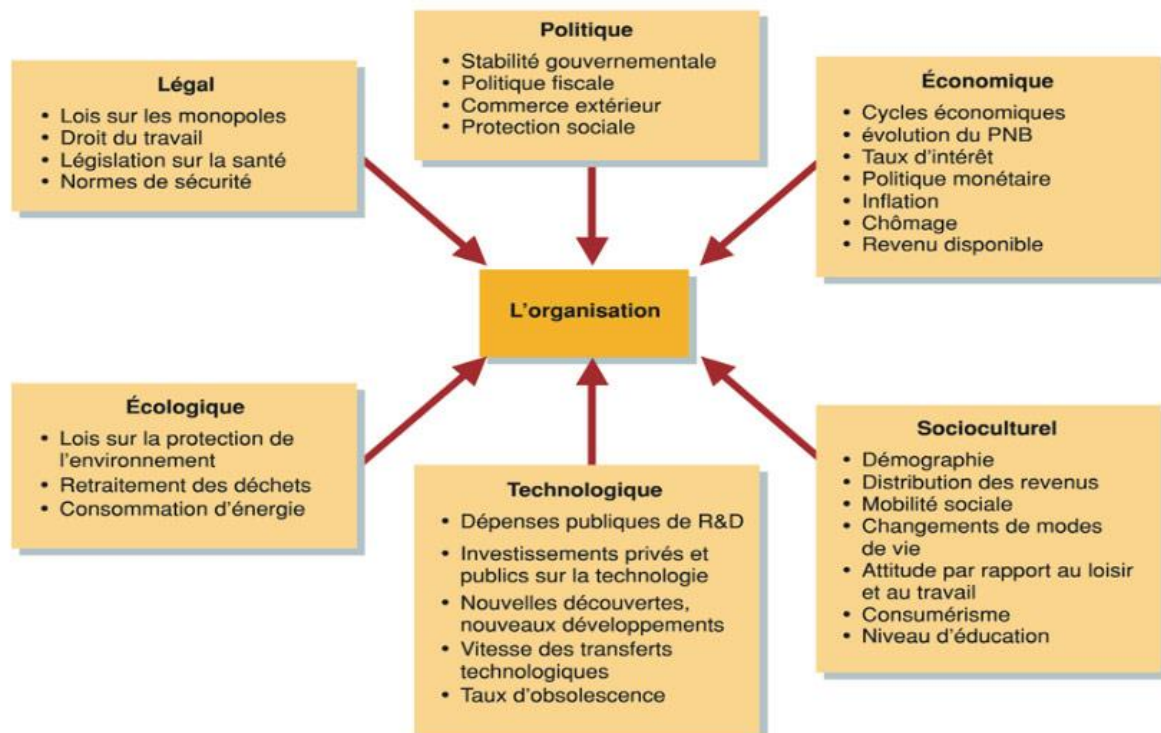 Politique
• Stabilité gouvernementale
• Politique fiscale
• Commerce extérieur
• Protection sociale
Légal
• Lois sur les monopoles
• Droit du travail
• Législation sur la santé
• Normes de sécurité
Économique
• Cycles économiques
• évolution du PNB
• Taux d'intérêt
• Politique monétaire
• Inflation
• Chômage
• Revenu disponible
L'organisation
Écologique
• Lois sur la protection de
l'environnement
• Retraitement des déchets
• Consommation d'énergie
Technologique
• Dépenses publiques de R&D
• Investissements privés et
publics sur la technologie
• Nouvelles découvertes,
nouveaux développements
• Vitesse des transferts
technologiques
• Taux d'obsolescence
Socioculturel
• Démographie
• Distribution des revenus
• Mobilité sociale
• Changements de modes
de vie
• Attitude par rapport au loisir
et au travail
• Consumérisme
• Niveau d'éducation